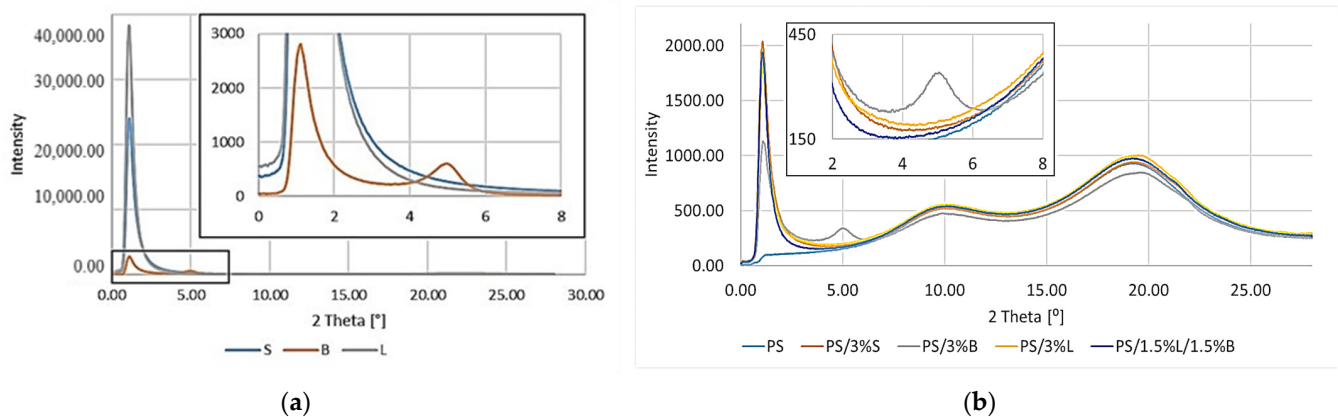 40,000.00
30,000.00
20,000.00
10,000.00
0.00
Intensity
0.00 5.00 10.00 15.00 20.00 25.00 30.00
2 Theta [°]
3000
2000
1000
0
0 2 4 6 8
S B L
(a)
2000.00
1500.00
1000.00
500.00
0.00
Intensity
0.00 5.00 10.00 15.00 20.00 25.00
2 Theta [⁰]
450
150
2 4 6 8
PS PS/3%S PS/3%B PS/3%L PS/1.5%L/1.5%B
(b)